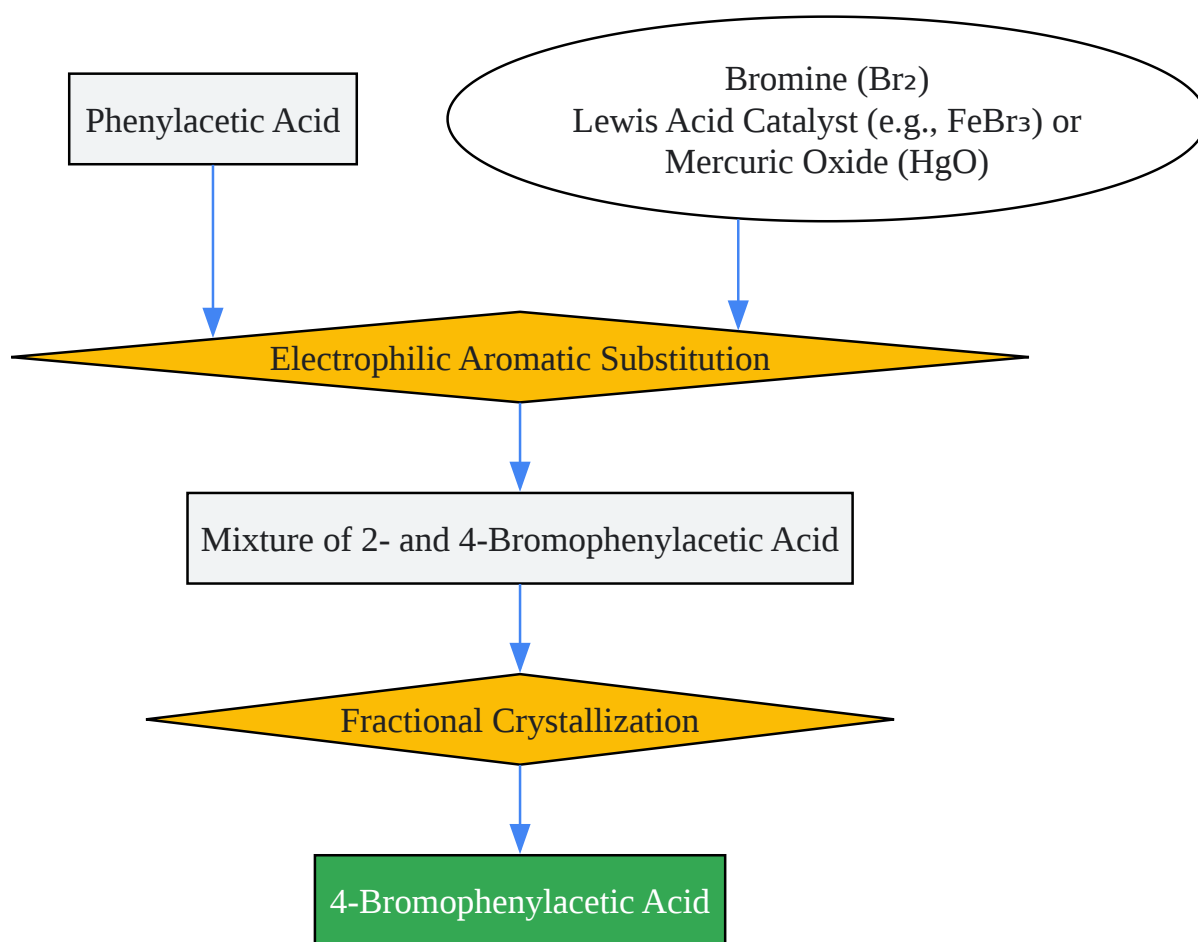 Phenylacetic Acid
Bromine (Br₂)
Lewis Acid Catalyst (e.g., FeBr₃) or
Mercuric Oxide (HgO)
Electrophilic Aromatic Substitution
Mixture of 2- and 4-Bromophenylacetic Acid
Fractional Crystallization
4-Bromophenylacetic Acid